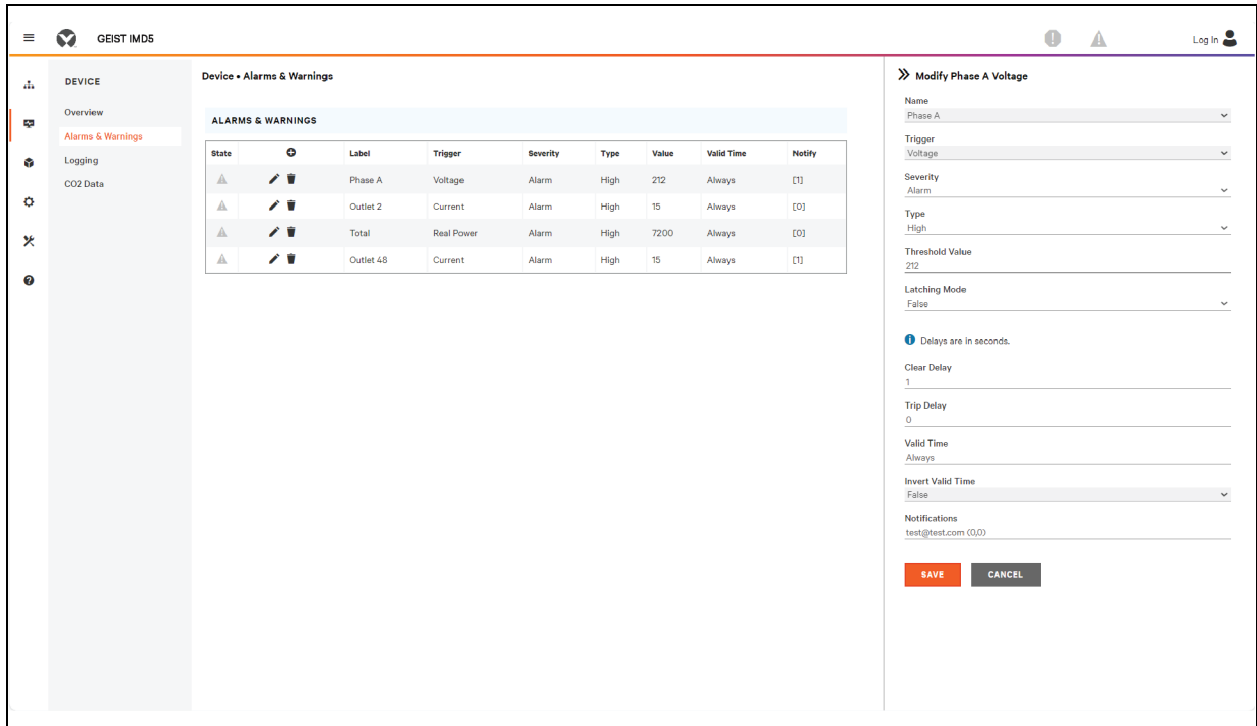 GEIST IMD5
Log In
DEVICE
Overview
Alarms & Warnings
Logging
CO2 Data
Device • Alarms & Warnings
ALARMS & WARNINGS
State Label Trigger Severity Type Value Valid Time Notify
Phase A Voltage Alarm High 212 Always [1]
Outlet 2 Current Alarm High 15 Always [0]
Total Real Power Alarm High 7200 Always [0]
Outlet 48 Current Alarm High 15 Always [1]
Modify Phase A Voltage
Name
Phase A
Trigger
Voltage
Severity
Alarm
Type
High
Threshold Value
212
Latching Mode
False
Delays are in seconds.
Clear Delay
1
Trip Delay
0
Valid Time
Always
Invert Valid Time
False
Notifications
test@test.com (0,0)
SAVE CANCEL